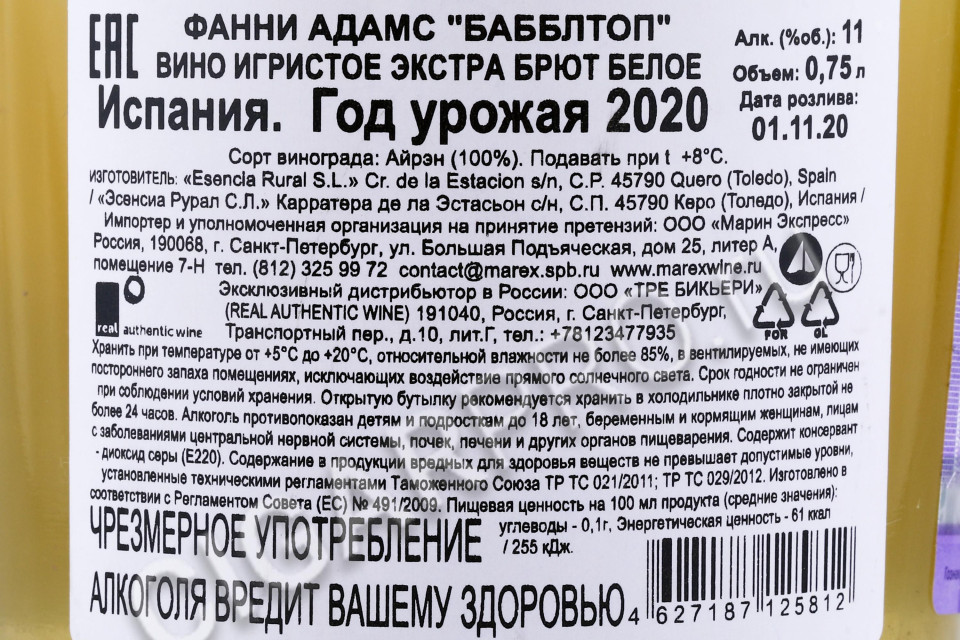 ЕАС
ФАННИ АДАМС "БАББЛТОП"
ВИНО ИГРИСТОЕ ЭКСТРА БРЮТ БЕЛОЕ
Испания. Год урожая 2020
Алк. (%об.): 11
Объем: 0,75 л
Дата розлива:
01.11.20
Сорт винограда: Айрэн (100%). Подавать при t +8°C.
ИЗГОТОВИТЕЛЬ: «Esencia Rural S.L.» Cr. de la Estacion s/n, C.P. 45790 Quero (Toledo), Spain
/ «Эсенсиа Рурал С.Л.» Карратера де ла Эстасьон с/н, С.П. 45790 Керо (Толедо), Испания /
Импортер и уполномоченная организация на принятие претензий: ООО «Марин Экспресс»
Россия, 190068, г. Санкт-Петербург, ул. Большая Подъяческая, дом 25, литер А,
помещение 7-Н тел. (812) 325 99 72 contact@marex.spb.ru www.marexwine.ru
Эксклюзивный дистрибьютор в России: ООО «ТРЕ БИКЬЕРИ»
(REAL AUTHENTIC WINE) 191040, Россия, г. Санкт-Петербург,
Транспортный пер., д.10, лит.Г, тел.: +78123477935
real authentic wine
FOR GL
Хранить при температуре от +5°C до +20°C, относительной влажности не более 85%, в вентилируемых, не имеющих
постороннего запаха помещениях, исключающих воздействие прямого солнечного света. Срок годности не ограничен
при соблюдении условий хранения. Открытую бутылку рекомендуется хранить в холодильнике плотно закрытой не
более 24 часов. Алкоголь противопоказан детям и подросткам до 18 лет, беременным и кормящим женщинам, лицам
с заболеваниями центральной нервной системы, почек, печени и других органов пищеварения. Содержит консервант
- диоксид серы (Е220). Содержание в продукции вредных для здоровья веществ не превышает допустимые уровни,
установленные техническими регламентами Таможенного Союза ТР ТС 021/2011; ТР ТС 029/2012. Изготовлено в
соответствии с Регламентом Совета (ЕС) № 491/2009. Пищевая ценность на 100 мл продукта (средние значения):
углеводы - 0,1г, Энергетическая ценность - 61 ккал
/ 255 кДж.
ЧРЕЗМЕРНОЕ УПОТРЕБЛЕНИЕ
АЛКОГОЛЯ ВРЕДИТ ВАШЕМУ ЗДОРОВЬЮ
4 627187 125812